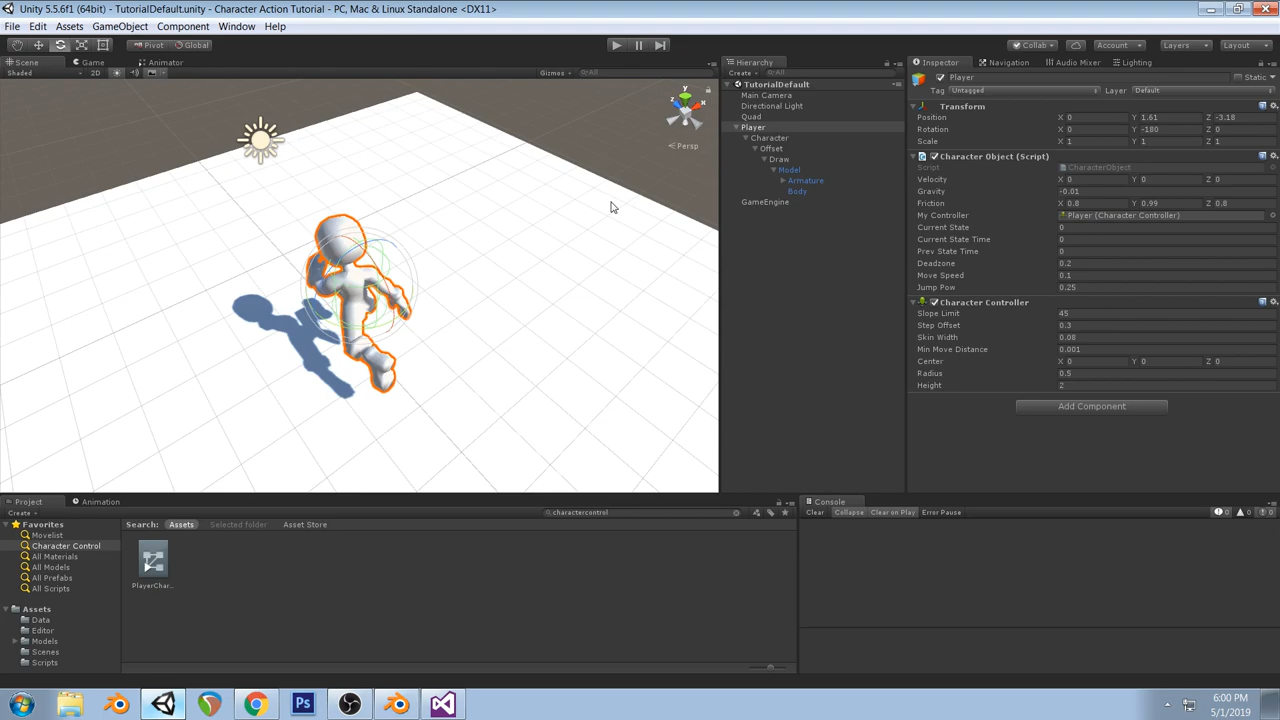 Unity 5.5.6f1 (64bit) - TutorialDefault.unity - Character Action Tutorial - PC, Mac & Linux Standalone <DX11>
File Edit Assets GameObject Component Window Help
Pivot Global Collab Account Layers Layout
Scene Game Animator
Shaded 2D Gizmos All
y x z
Persp
Hierarchy
Create All
TutorialDefault
Main Camera
Directional Light
Quad
Player
Character
Offset
Draw
Model
Armature
Body
GameEngine
Inspector Navigation Audio Mixer Lighting
Player Static
Tag Untagged Layer Default
Transform
Position X 0 Y 1.61 Z -3.18
Rotation X 0 Y -180 Z 0
Scale X 1 Y 1 Z 1
Character Object (Script)
Script CharacterObject
Velocity X 0 Y 0 Z 0
Gravity -0.01
Friction X 0.8 Y 0.99 Z 0.8
My Controller Player (Character Controller)
Current State 0
Current State Time 0
Prev State Time 0
Deadzone 0.2
Move Speed 0.1
Jump Pow 0.25
Character Controller
Slope Limit 45
Step Offset 0.3
Skin Width 0.08
Min Move Distance 0.001
Center X 0 Y 0 Z 0
Radius 0.5
Height 2
Add Component
Project Animation
Create charactercontrol
Favorites
Movelist
Character Control
All Materials
All Models
All Prefabs
All Scripts
Assets
Data
Editor
Models
Scenes
Scripts
Search: Assets Selected folder Asset Store
PlayerChar...
Console
Clear Collapse Clear on Play Error Pause 0 0 0
Ps
6:00 PM
5/1/2019